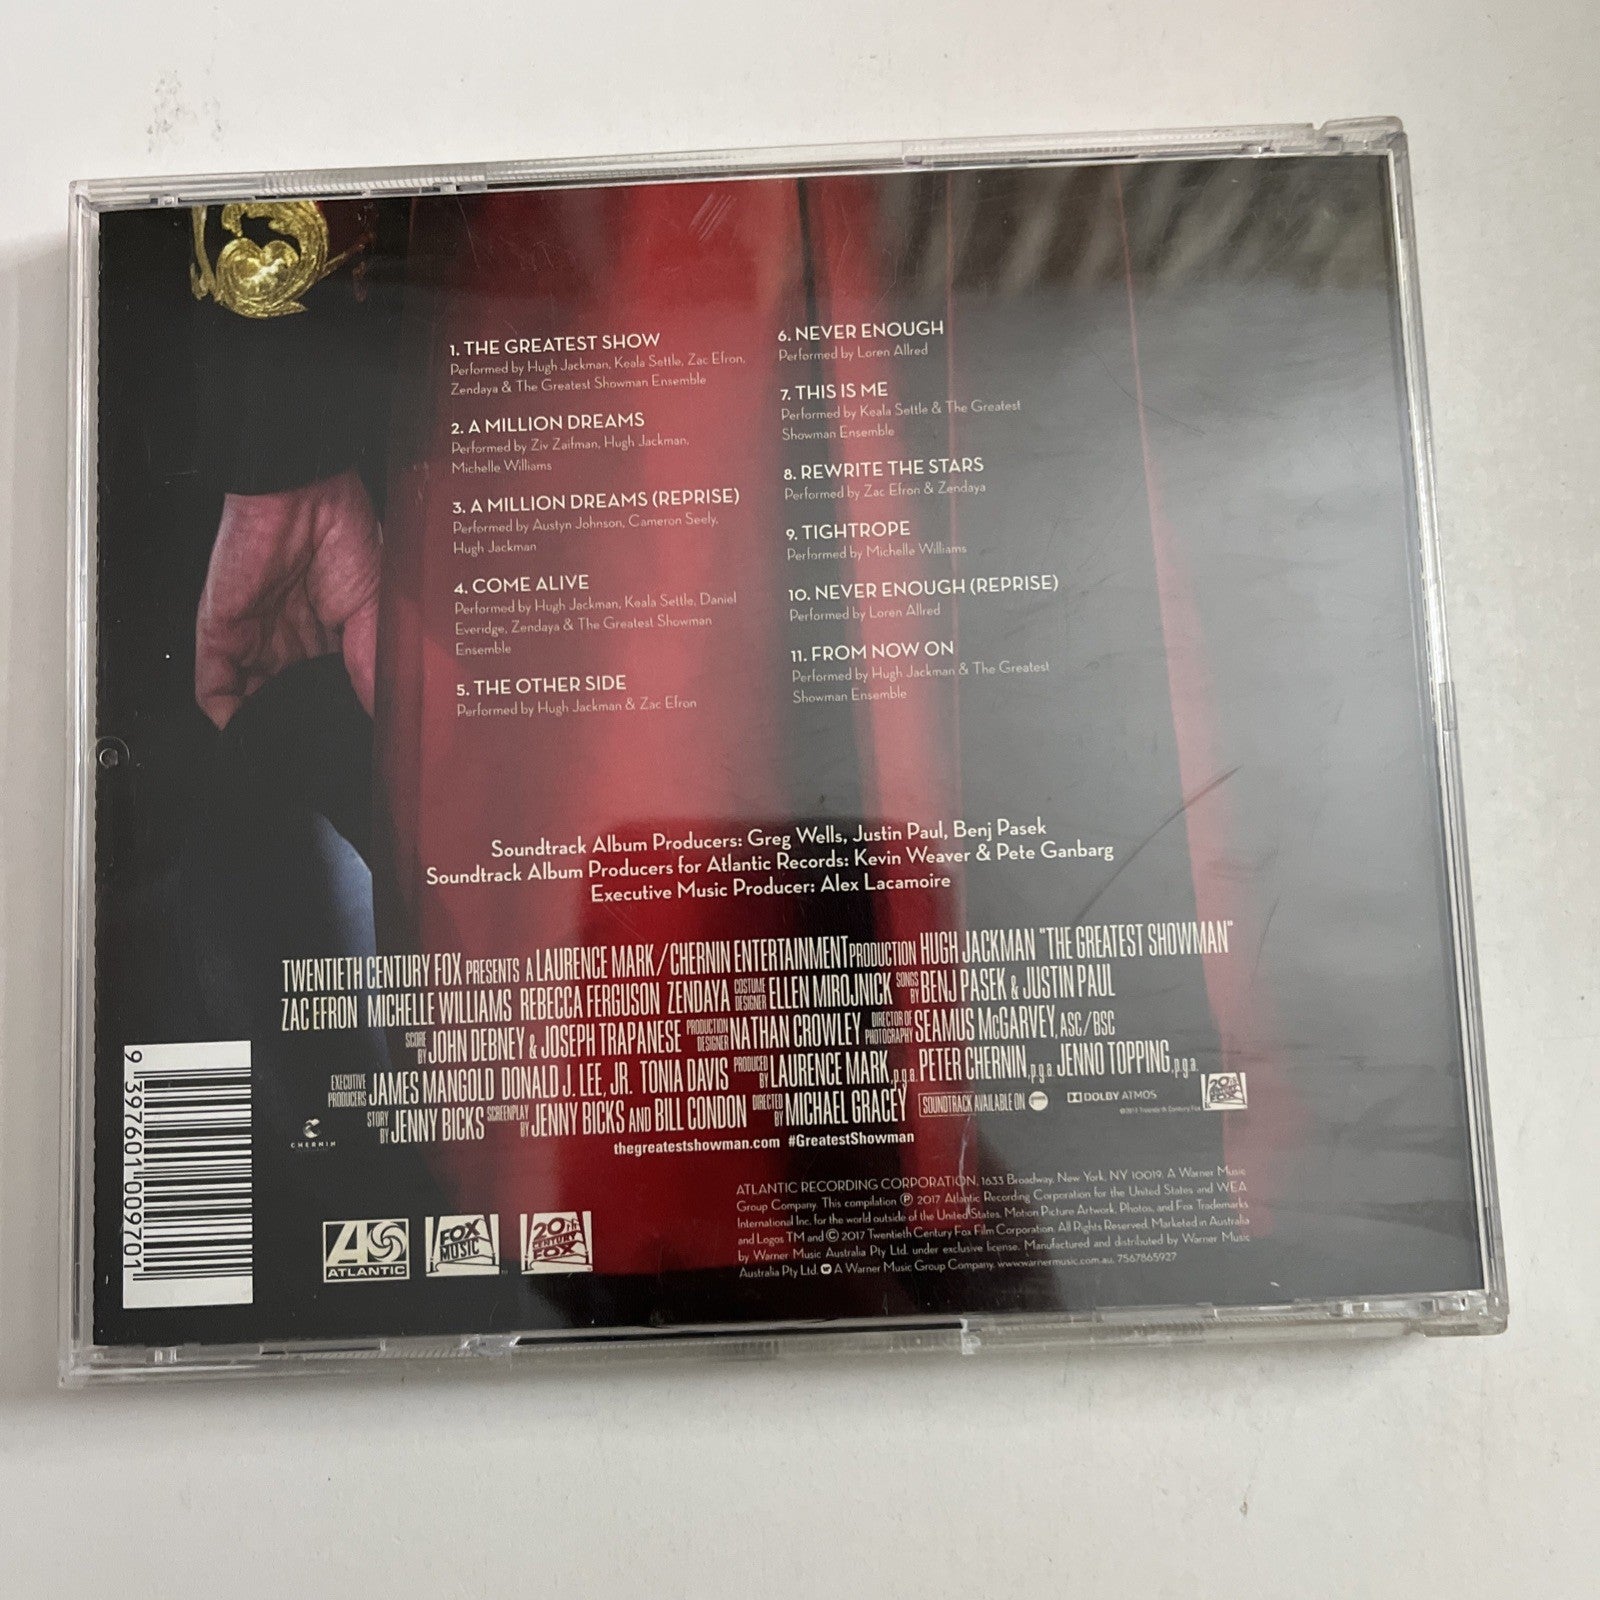 1. THE GREATEST SHOW
Performed by Hugh Jackman, Keala Settle, Zac Efron,
Zendaya & The Greatest Showman Ensemble
2. A MILLION DREAMS
Performed by Ziv Zaifman, Hugh Jackman,
Michelle Williams
3. A MILLION DREAMS (REPRISE)
Performed by Austyn Johnson, Cameron Seely,
Hugh Jackman
4. COME ALIVE
Performed by Hugh Jackman, Keala Settle, Daniel
Everidge, Zendaya & The Greatest Showman
Ensemble
5. THE OTHER SIDE
Performed by Hugh Jackman & Zac Efron
6. NEVER ENOUGH
Performed by Loren Allred
7. THIS IS ME
Performed by Keala Settle & The Greatest
Showman Ensemble
8. REWRITE THE STARS
Performed by Zac Efron & Zendaya
9. TIGHTROPE
Performed by Michelle Williams
10. NEVER ENOUGH (REPRISE)
Performed by Loren Allred
11. FROM NOW ON
Performed by Hugh Jackman & The Greatest
Showman Ensemble
Soundtrack Album Producers: Greg Wells, Justin Paul, Benj Pasek
Soundtrack Album Producers for Atlantic Records: Kevin Weaver & Pete Ganbarg
Executive Music Producer: Alex Lacamoire
TWENTIETH CENTURY FOX PRESENTS A LAURENCE MARK/CHERNIN ENTERTAINMENT PRODUCTION HUGH JACKMAN "THE GREATEST SHOWMAN"
ZAC EFRON MICHELLE WILLIAMS REBECCA FERGUSON ZENDAYA COSTUME DESIGNER ELLEN MIROJNICK SONGS BY BENJ PASEK & JUSTIN PAUL
SCORE BY JOHN DEBNEY & JOSEPH TRAPANESE PRODUCTION DESIGNER NATHAN CROWLEY DIRECTOR OF PHOTOGRAPHY SEAMUS McGARVEY, ASC/BSC
EXECUTIVE PRODUCERS JAMES MANGOLD DONALD J. LEE, JR. TONIA DAVIS PRODUCED BY LAURENCE MARK, p.g.a. PETER CHERNIN, p.g.a. JENNO TOPPING, p.g.a.
STORY BY JENNY BICKS SCREENPLAY BY JENNY BICKS AND BILL CONDON DIRECTED BY MICHAEL GRACEY SOUNDTRACK AVAILABLE ON DOLBY ATMOS
©2017 Twentieth Century Fox
20TH CENTURY FOX
CHERNIN
thegreatestshowman.com #GreatestShowman
9 397601 009701
ATLANTIC
FOX MUSIC
20TH CENTURY FOX
ATLANTIC RECORDING CORPORATION, 1633 Broadway, New York, NY 10019. A Warner Music
Group Company. This compilation ℗ 2017 Atlantic Recording Corporation for the United States and WEA
International Inc. for the world outside of the United States. Motion Picture Artwork, Photos, and Fox Trademarks
and Logos TM and © 2017 Twentieth Century Fox Film Corporation. All Rights Reserved. Marketed in Australia
by Warner Music Australia Pty Ltd. under exclusive license. Manufactured and distributed by Warner Music
Australia Pty Ltd. A Warner Music Group Company. www.warnermusic.com.au. 7567865927